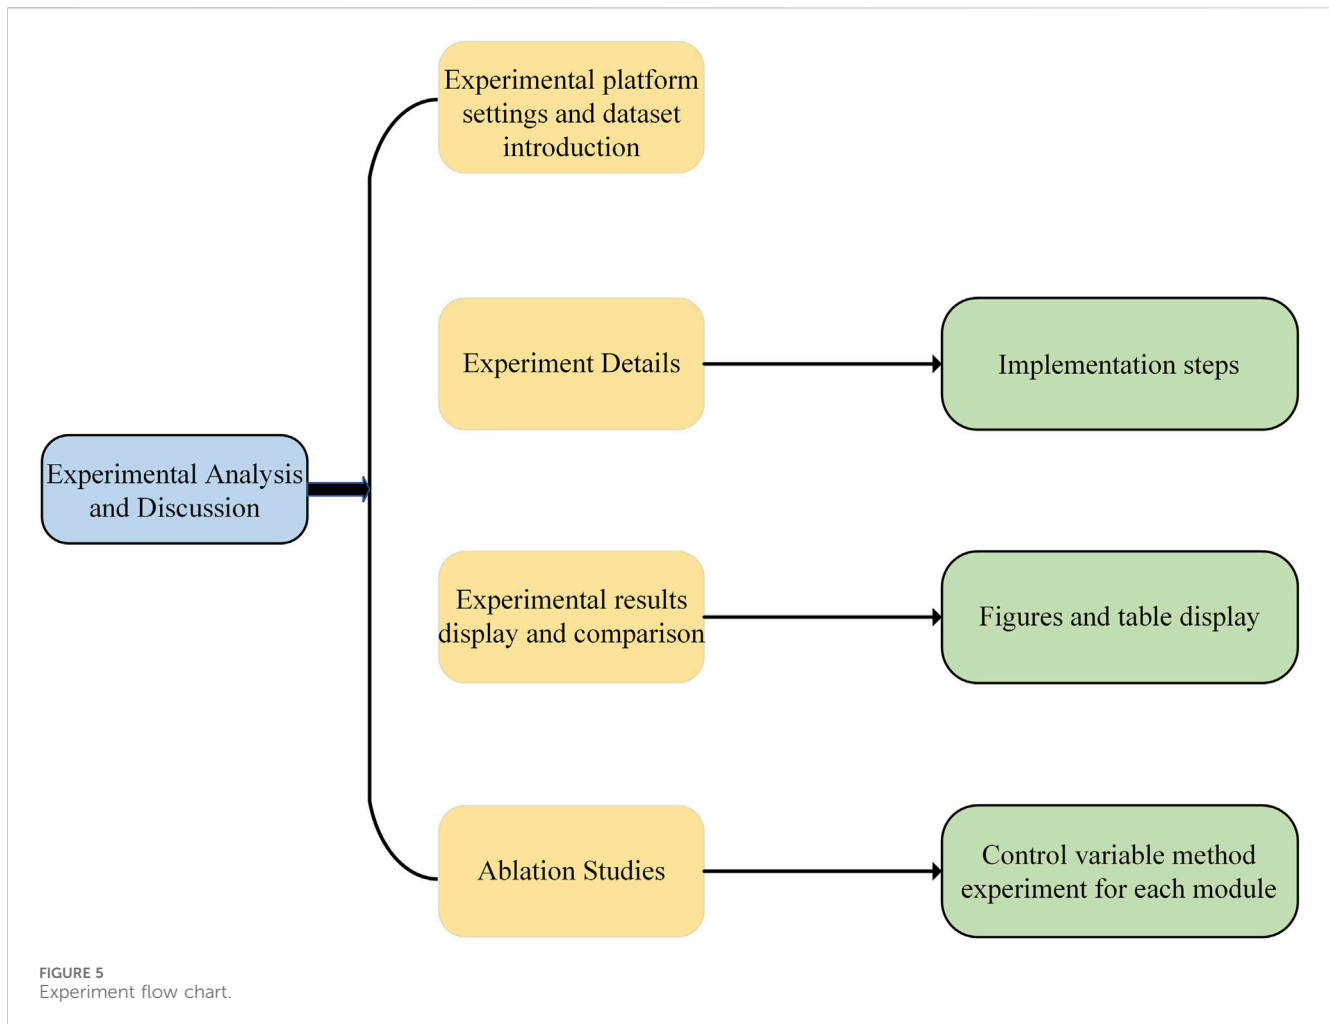 Experimental platform
settings and dataset
introduction
Experiment Details
Implementation steps
Experimental Analysis
and Discussion
Experimental results
display and comparison
Figures and table display
Ablation Studies
Control variable method
experiment for each module
FIGURE 5
Experiment flow chart.